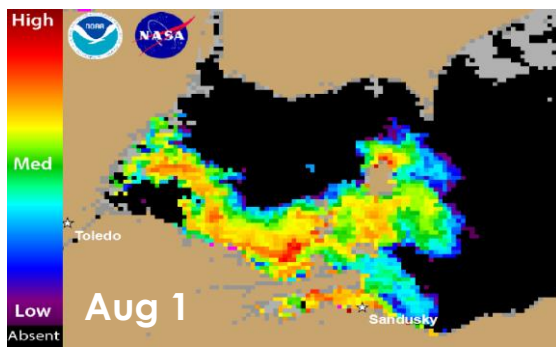 High
NOAA
NASA
Med
Toledo
Low
Aug 1
Sandusky
Absent